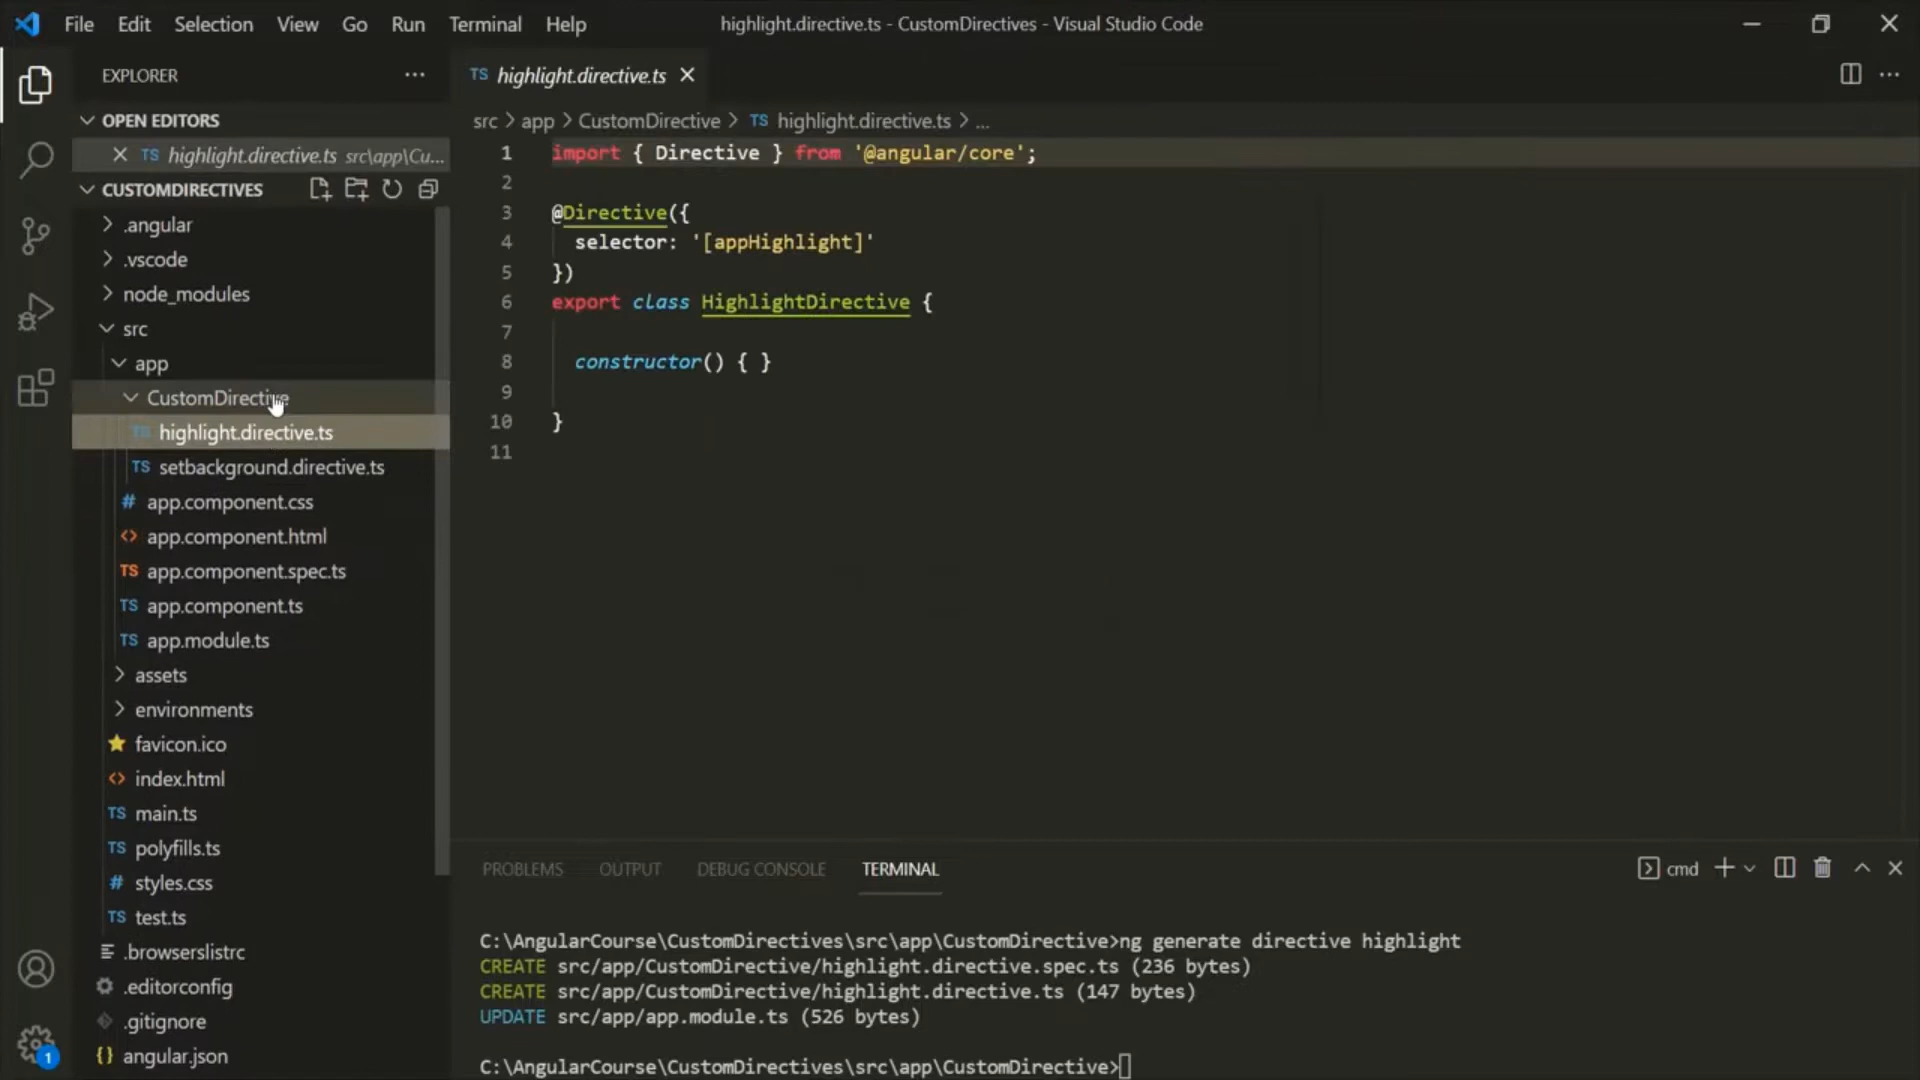 File Edit Selection View Go Run Terminal Help
highlight.directive.ts - CustomDirectives - Visual Studio Code
EXPLORER
OPEN EDITORS
TS highlight.directive.ts src\app\Cu...
CUSTOMDIRECTIVES
.angular
.vscode
node_modules
src
app
CustomDirective
TS highlight.directive.ts
TS setbackground.directive.ts
# app.component.css
<> app.component.html
TS app.component.spec.ts
TS app.component.ts
TS app.module.ts
assets
environments
favicon.ico
<> index.html
TS main.ts
TS polyfills.ts
# styles.css
TS test.ts
.browserslistrc
.editorconfig
.gitignore
{} angular.json
1
TS highlight.directive.ts
src > app > CustomDirective > TS highlight.directive.ts > ...
1 import { Directive } from '@angular/core';
2
3 @Directive({
4 selector: '[appHighlight]'
5 })
6 export class HighlightDirective {
7
8 constructor() { }
9
10 }
11
PROBLEMS OUTPUT DEBUG CONSOLE TERMINAL
cmd
C:\AngularCourse\CustomDirectives\src\app\CustomDirective>ng generate directive highlight
CREATE src/app/CustomDirective/highlight.directive.spec.ts (236 bytes)
CREATE src/app/CustomDirective/highlight.directive.ts (147 bytes)
UPDATE src/app/app.module.ts (526 bytes)
C:\AngularCourse\CustomDirectives\src\app\CustomDirective>